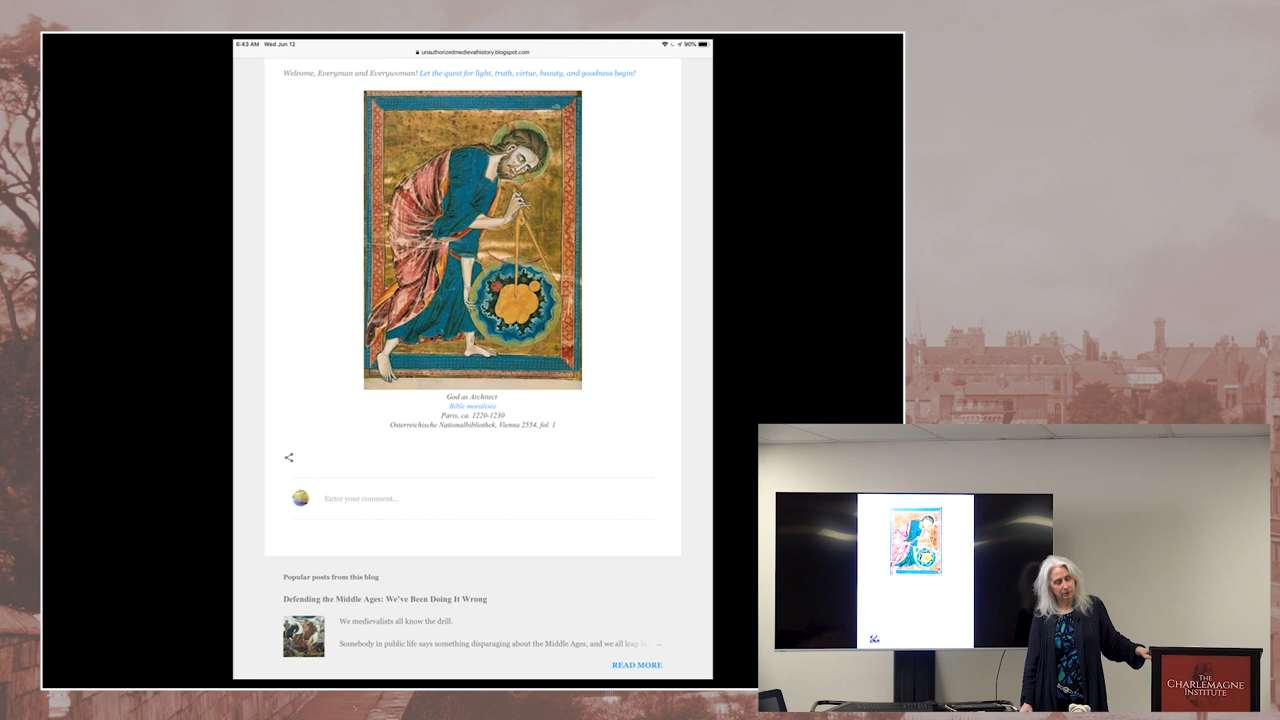 6:43 AM Wed Jun 12
unauthorizedmedievalhistory.blogspot.com
90%
Welcome, Everyman and Everywoman! Let the quest for light, truth, virtue, beauty, and goodness begin!
God as Architect
Bible moralisée
Paris, ca. 1220-1230
Osterreichische Nationalbibliothek, Vienna 2554, fol. 1
Enter your comment...
Popular posts from this blog
Defending the Middle Ages: We've Been Doing It Wrong
We medievalists all know the drill.
Somebody in public life says something disparaging about the Middle Ages, and we all leap to ...
READ MORE
THE
CHARLEMAGNE
INSTITUTE